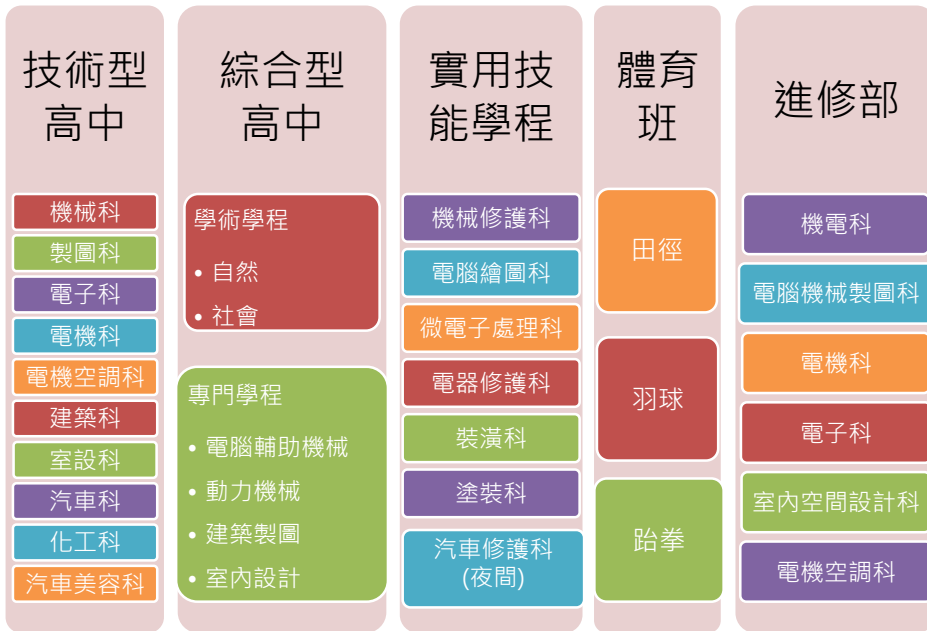 技術型
高中
機械科
製圖科
電子科
電機科
電機空調科
建築科
室設科
汽車科
化工科
汽車美容科
綜合型
高中
學術學程
• 自然
• 社會
專門學程
• 電腦輔助機械
• 動力機械
• 建築製圖
• 室內設計
實用技
能學程
機械修護科
電腦繪圖科
微電子處理科
電器修護科
裝潢科
塗裝科
汽車修護科
(夜間)
體育
班
田徑
羽球
跆拳
進修部
機電科
電腦機械製圖科
電機科
電子科
室內空間設計科
電機空調科